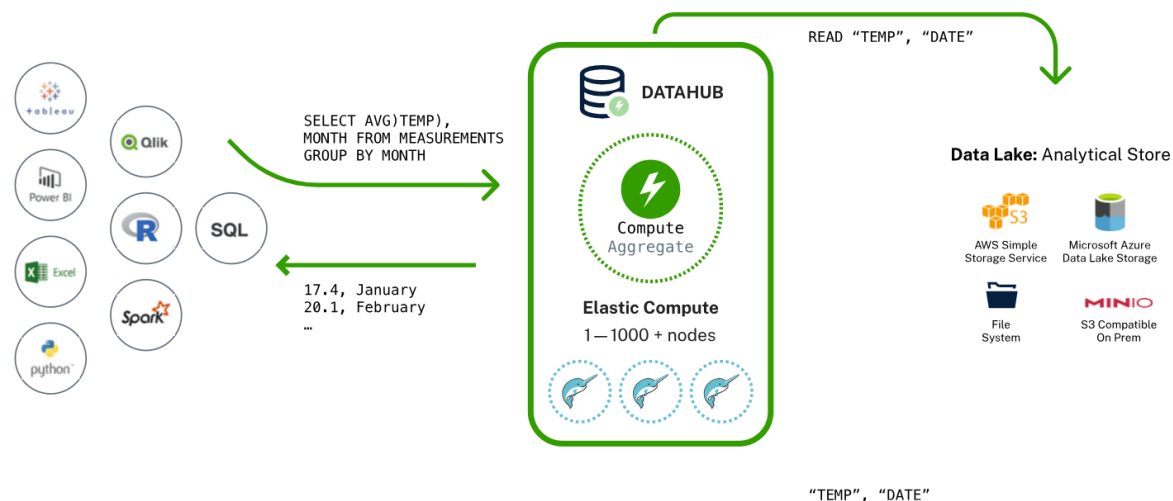 +ableau
Qlik
Power BI
R
SQL
Excel
Spark
python
SELECT AVG)TEMP),
MONTH FROM MEASUREMENTS
GROUP BY MONTH
17.4, January
20.1, February
…
DATAHUB
Compute
Aggregate
Elastic Compute
1—1000 + nodes
READ “TEMP”, “DATE”
Data Lake: Analytical Store
S3
AWS Simple
Storage Service
Microsoft Azure
Data Lake Storage
File
System
MINIO
S3 Compatible
On Prem
“TEMP”, “DATE”